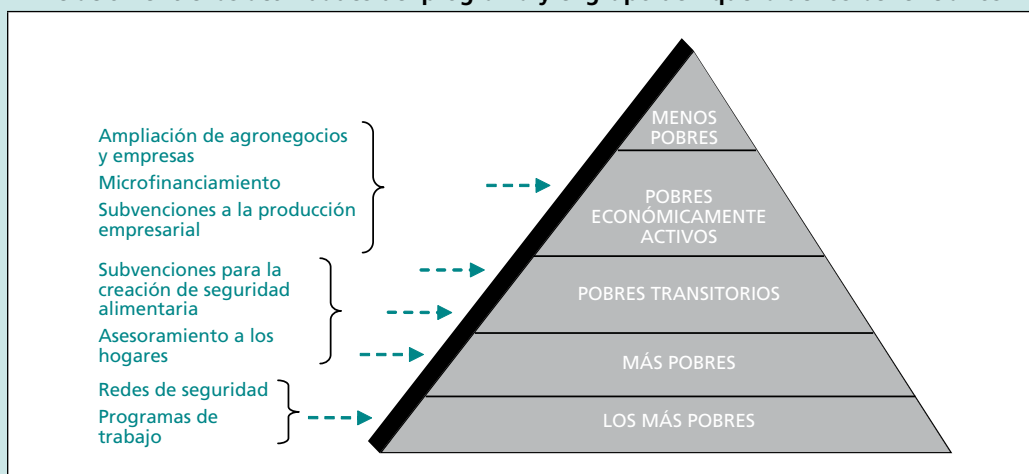 Ampliación de agronegocios
y empresas
Microfinanciamiento
Subvenciones a la producción
empresarial
Subvenciones para la
creación de seguridad
alimentaria
Asesoramiento a los
hogares
Redes de seguridad
Programas de
trabajo
MENOS
POBRES
POBRES
ECONÓMICAMENTE
ACTIVOS
POBRES TRANSITORIOS
MÁS POBRES
LOS MÁS POBRES